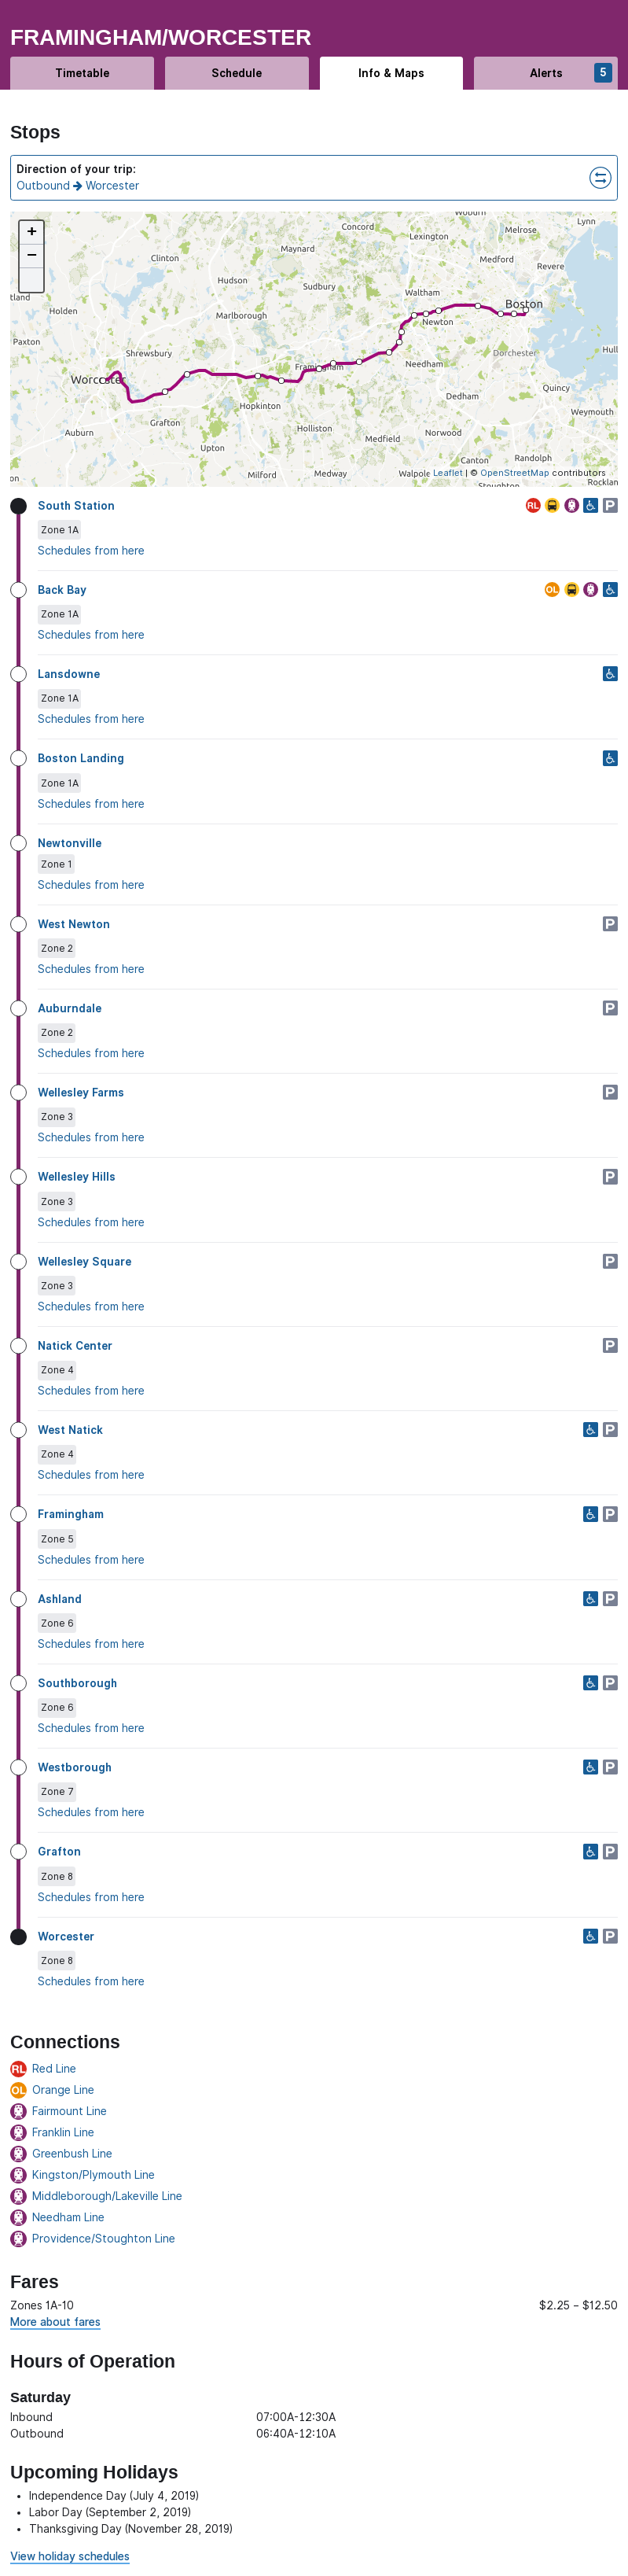 FRAMINGHAM/WORCESTER
Timetable
Schedule
Info & Maps
Alerts
5
Stops
Direction of your trip:
Outbound → Worcester
+
−
Concord
Woburn
Lynn
Lexington
Melrose
Maynard
Clinton
Medford
Revere
Hudson
Sudbury
Waltham
Holden
Marlborough
Boston
Newton
Paxton
Shrewsbury
Dorchester
Hull
Framingham
Needham
Worcester
Quincy
Hopkinton
Dedham
Weymouth
Grafton
Holliston
Auburn
Norwood
Upton
Medfield
Canton
Randolph
Milford
Medway
Walpole
Leaflet | © OpenStreetMap contributors
Stoughton
South Station
RL
P
Zone 1A
Schedules from here
Back Bay
OL
Zone 1A
Schedules from here
Lansdowne
Zone 1A
Schedules from here
Boston Landing
Zone 1A
Schedules from here
Newtonville
Zone 1
Schedules from here
West Newton
P
Zone 2
Schedules from here
Auburndale
P
Zone 2
Schedules from here
Wellesley Farms
P
Zone 3
Schedules from here
Wellesley Hills
P
Zone 3
Schedules from here
Wellesley Square
P
Zone 3
Schedules from here
Natick Center
P
Zone 4
Schedules from here
West Natick
P
Zone 4
Schedules from here
Framingham
P
Zone 5
Schedules from here
Ashland
P
Zone 6
Schedules from here
Southborough
P
Zone 6
Schedules from here
Westborough
P
Zone 7
Schedules from here
Grafton
P
Zone 8
Schedules from here
Worcester
P
Zone 8
Schedules from here
Connections
RL Red Line
OL Orange Line
Fairmount Line
Franklin Line
Greenbush Line
Kingston/Plymouth Line
Middleborough/Lakeville Line
Needham Line
Providence/Stoughton Line
Fares
Zones 1A-10 $2.25 – $12.50
More about fares
Hours of Operation
Saturday
Inbound 07:00A-12:30A
Outbound 06:40A-12:10A
Upcoming Holidays
• Independence Day (July 4, 2019)
• Labor Day (September 2, 2019)
• Thanksgiving Day (November 28, 2019)
View holiday schedules